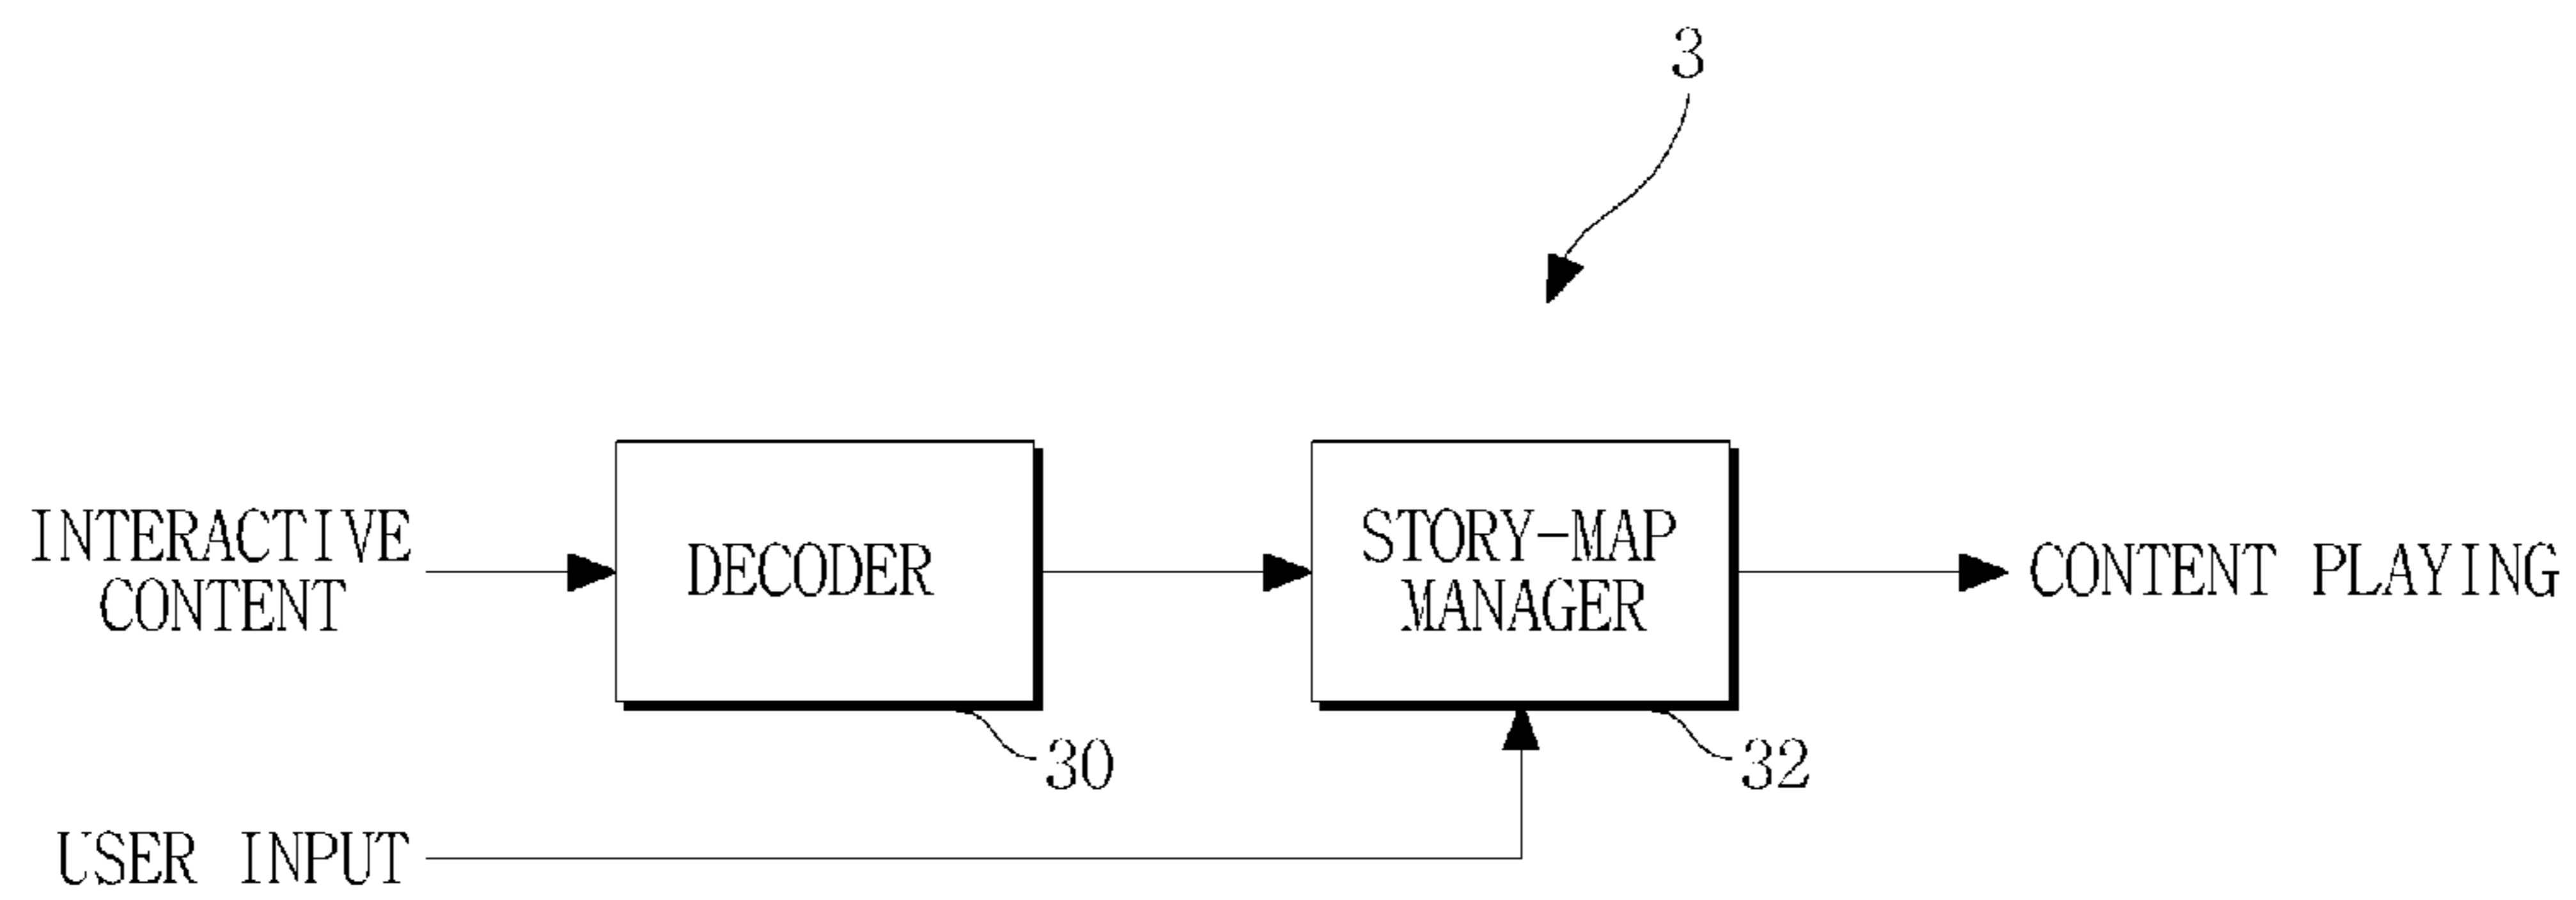 3
INTERACTIVE
CONTENT
DECODER
STORY-MAP
MANAGER
CONTENT PLAYING
30
32
USER INPUT